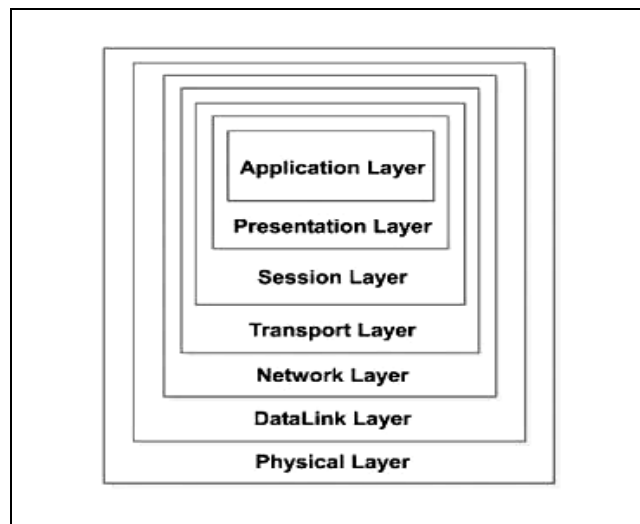 Application Layer
Presentation Layer
Session Layer
Transport Layer
Network Layer
DataLink Layer
Physical Layer